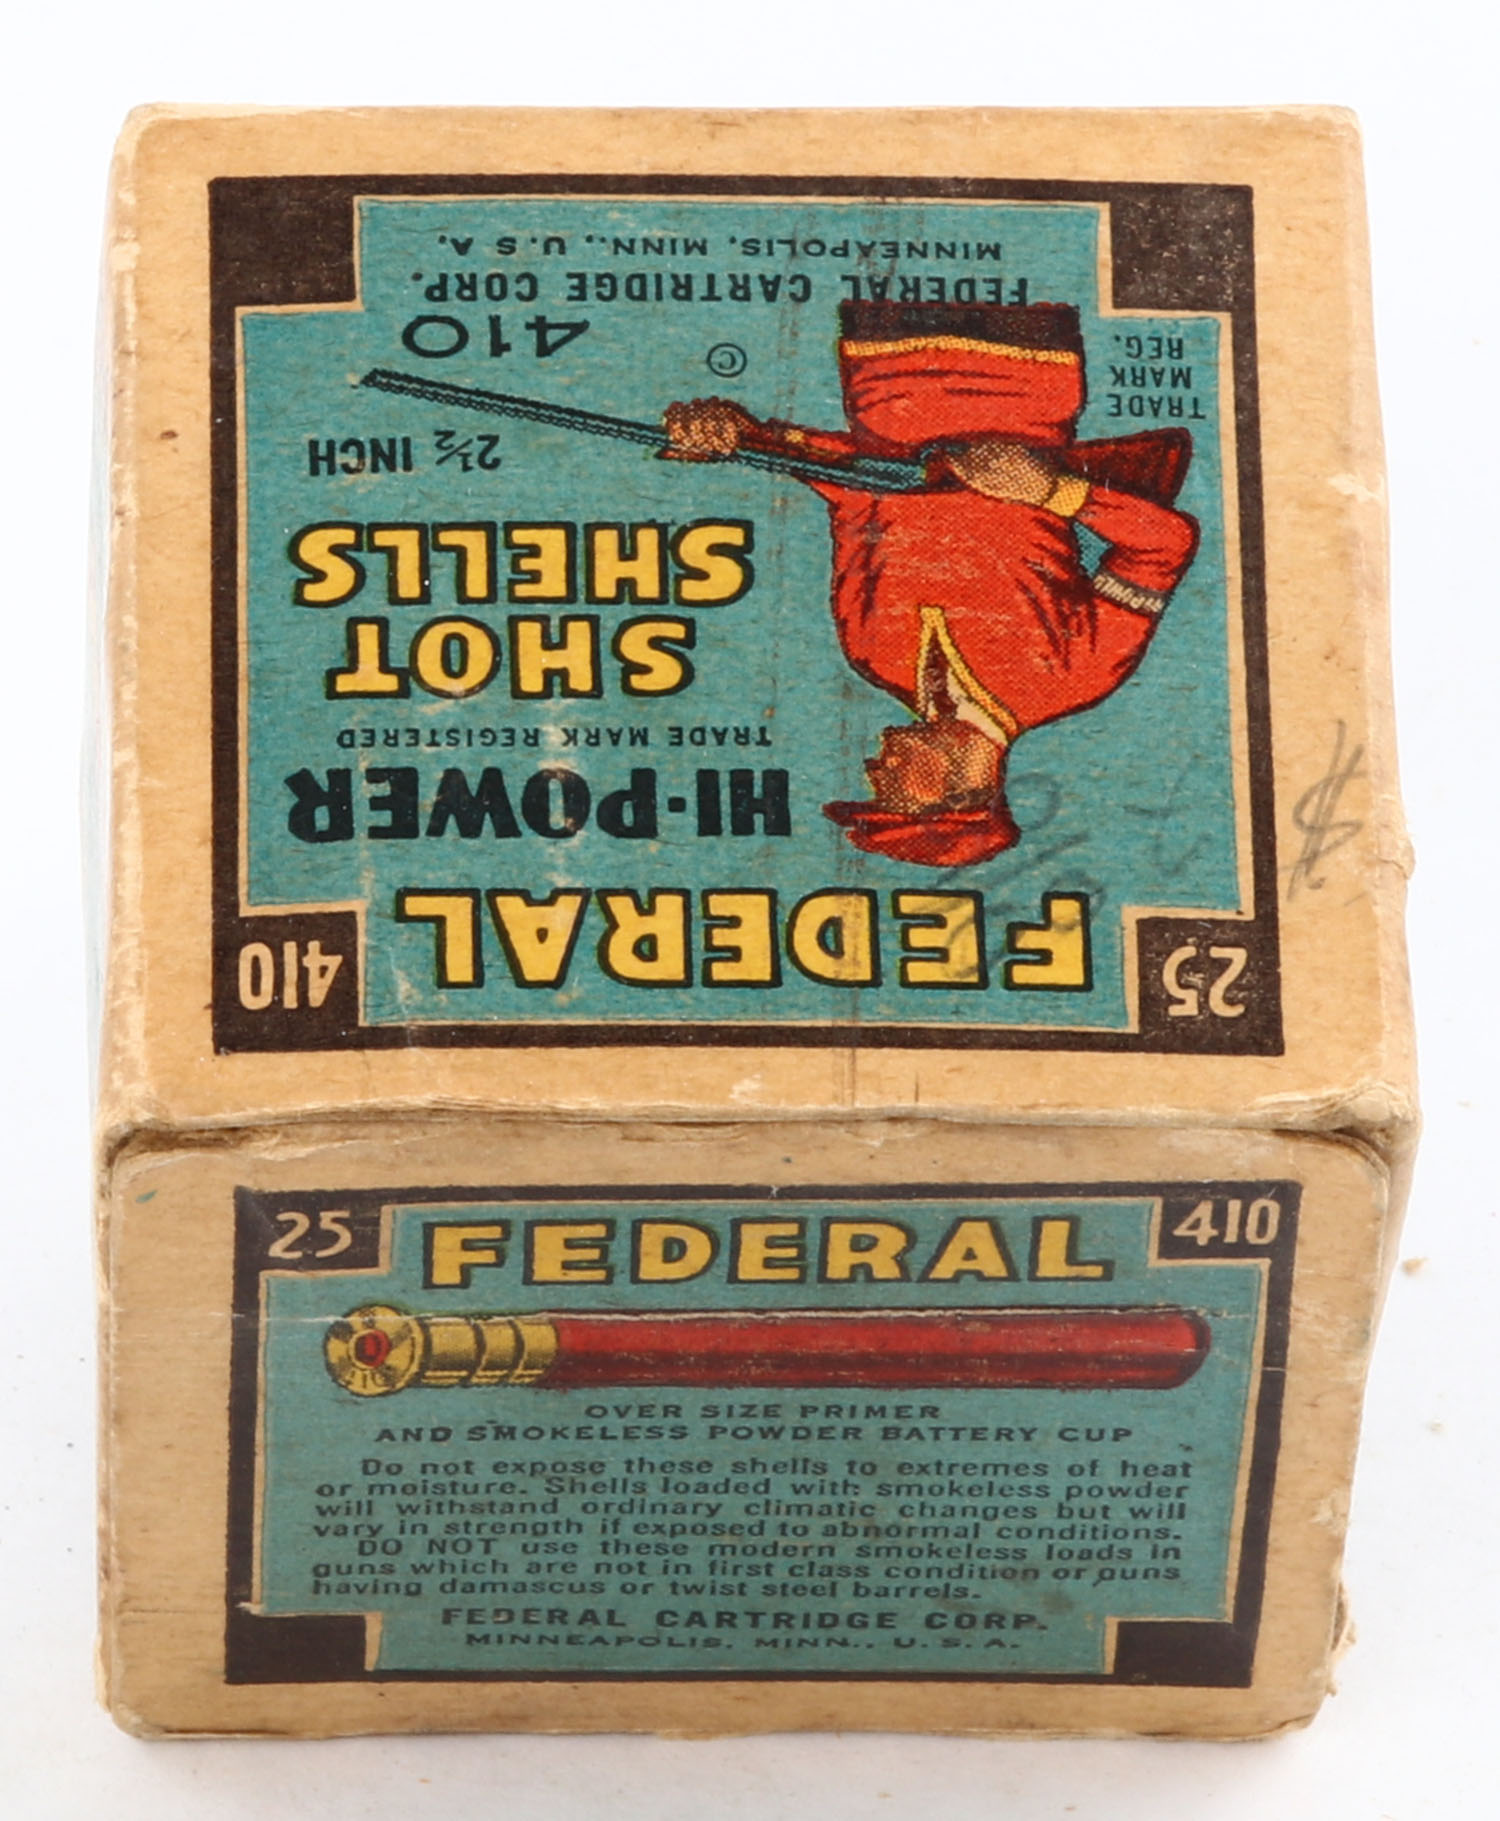 25
410
FEDERAL
HI-POWER
TRADE MARK REGISTERED
SHOT
SHELLS
2½ INCH
410
©
TRADE
MARK
REG.
HI-POWER
FEDERAL CARTRIDGE CORP.
MINNEAPOLIS, MINN., U. S A.
$
25
FEDERAL
410
410
OVER SIZE PRIMER
AND SMOKELESS POWDER BATTERY CUP
Do not expose these shells to extremes of heat
or moisture. Shells loaded with smokeless powder
will withstand ordinary climatic changes but will
vary in strength if exposed to abnormal conditions.
DO NOT use these modern smokeless loads in
guns which are not in first class condition or guns
having damascus or twist steel barrels.
FEDERAL CARTRIDGE CORP.
MINNEAPOLIS, MINN., U. S. A.